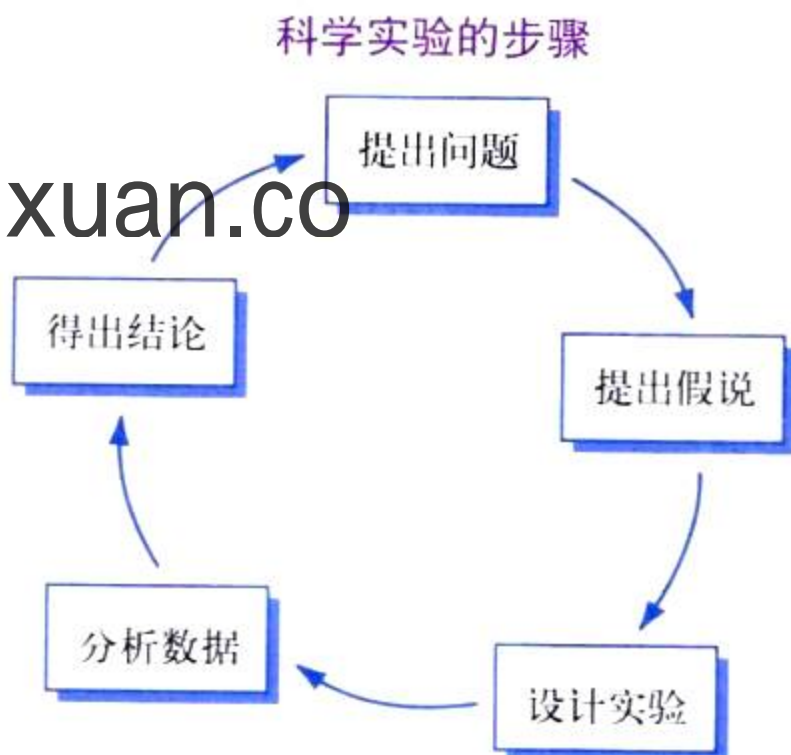 科学实验的步骤
提出问题
xuan.co
得出结论
提出假说
分析数据
设计实验